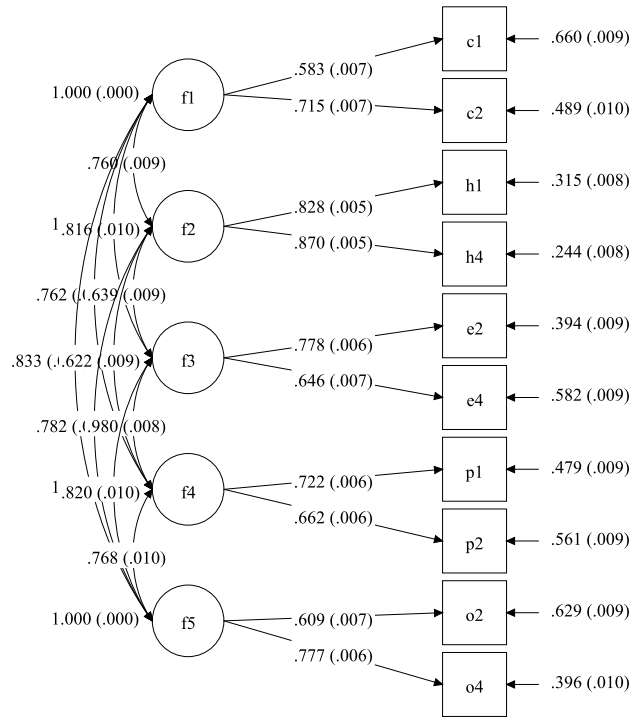 c1
.660 (.009)
.583 (.007)
1.000 (.000)
f1
.715 (.007)
c2
.489 (.010)
.760 (.009)
h1
.315 (.008)
.828 (.005)
1
.816 (.010)
f2
.870 (.005)
h4
.244 (.008)
.762 (
.639 (.009)
e2
.394 (.009)
.778 (.006)
.833 (
.622 (.009)
f3
.646 (.007)
e4
.582 (.009)
.782 (
.980 (.008)
p1
.479 (.009)
.722 (.006)
1
.820 (.010)
f4
.662 (.006)
p2
.561 (.009)
.768 (.010)
o2
.629 (.009)
.609 (.007)
1.000 (.000)
f5
.777 (.006)
o4
.396 (.010)